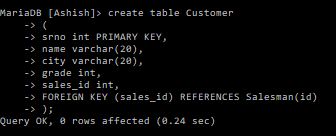 MariaDB [Ashish]> create table Customer
    -> (
    -> srno int PRIMARY KEY,
    -> name varchar(20),
    -> city varchar(20),
    -> grade int,
    -> sales_id int,
    -> FOREIGN KEY (sales_id) REFERENCES Salesman(id)
    -> );
Query OK, 0 rows affected (0.24 sec)